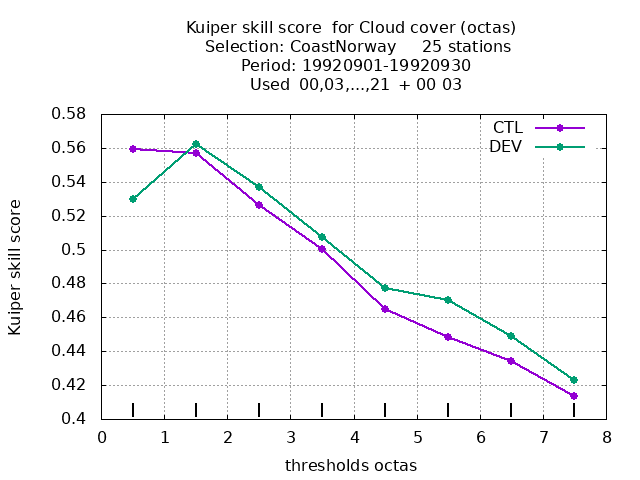 Kuiper skill score  for Cloud cover (octas)
Selection: CoastNorway     25 stations
Period: 19920901-19920930
Used  00,03,...,21  + 00 03
CTL
DEV
Kuiper skill score
0.58
0.56
0.54
0.52
0.5
0.48
0.46
0.44
0.42
0.4
0 1 2 3 4 5 6 7 8
thresholds octas